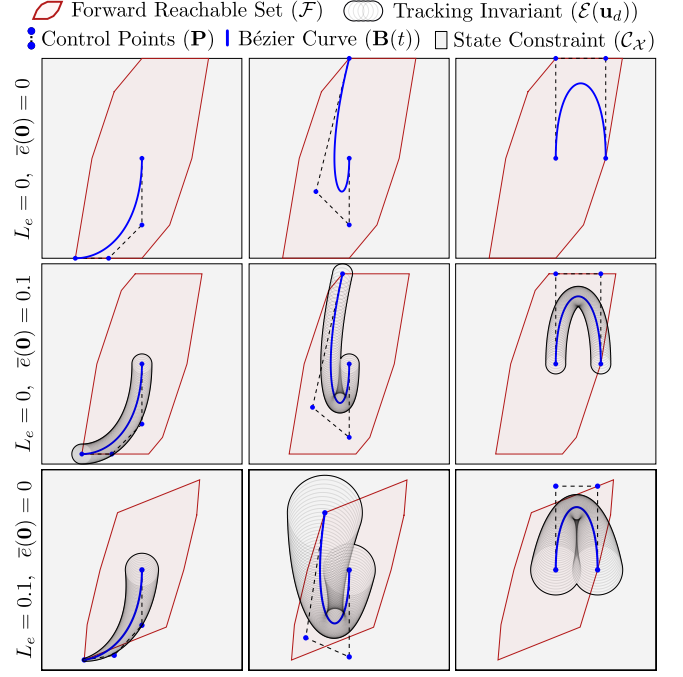 Forward Reachable Set (𝓕) Tracking Invariant (𝓔(𝐮_d))
Control Points (𝐏) Bézier Curve (𝐁(t)) State Constraint (𝓒_𝒳)
L_e = 0, e̅(𝟎) = 0
L_e = 0, e̅(𝟎) = 0.1
L_e = 0.1, e̅(𝟎) = 0